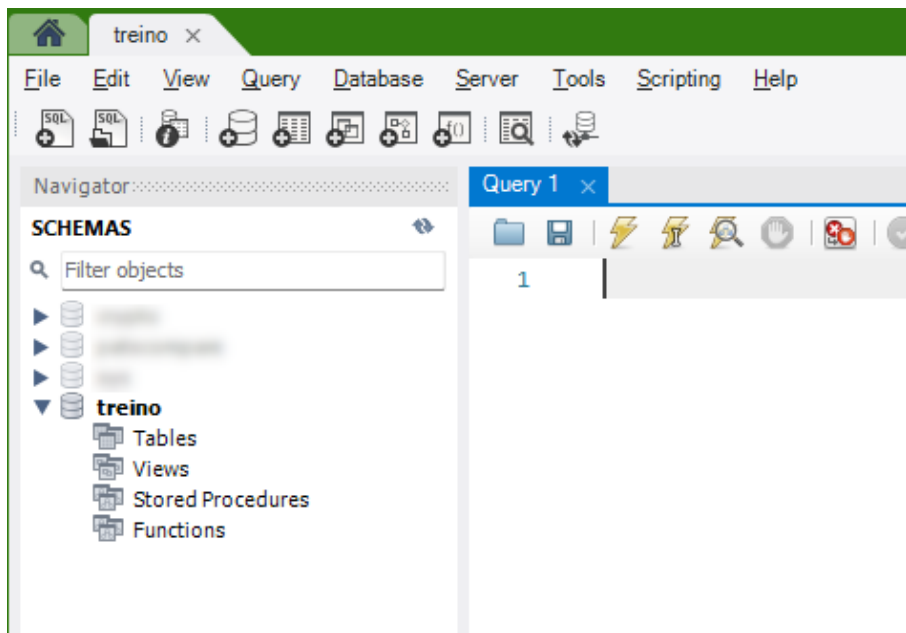 treino
File Edit View Query Database Server Tools Scripting Help
SQL SQL f()
Navigator
Query 1
SCHEMAS
Filter objects
1
treino
Tables
Views
Stored Procedures
Functions